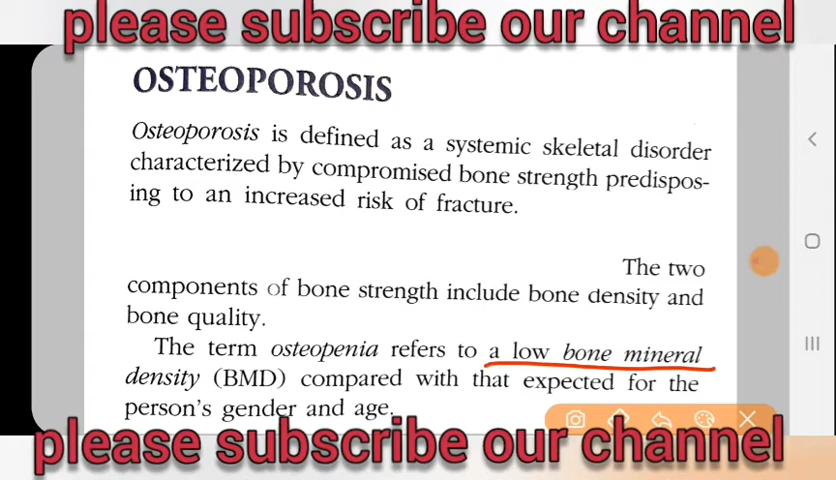 please subscribe our channel
OSTEOPOROSIS
Osteoporosis is defined as a systemic skeletal disorder
characterized by compromised bone strength predispos-
ing to an increased risk of fracture.
The two
components of bone strength include bone density and
bone quality.
The term osteopenia refers to a low bone mineral
density (BMD) compared with that expected for the
person's gender and age.
please subscribe our channel